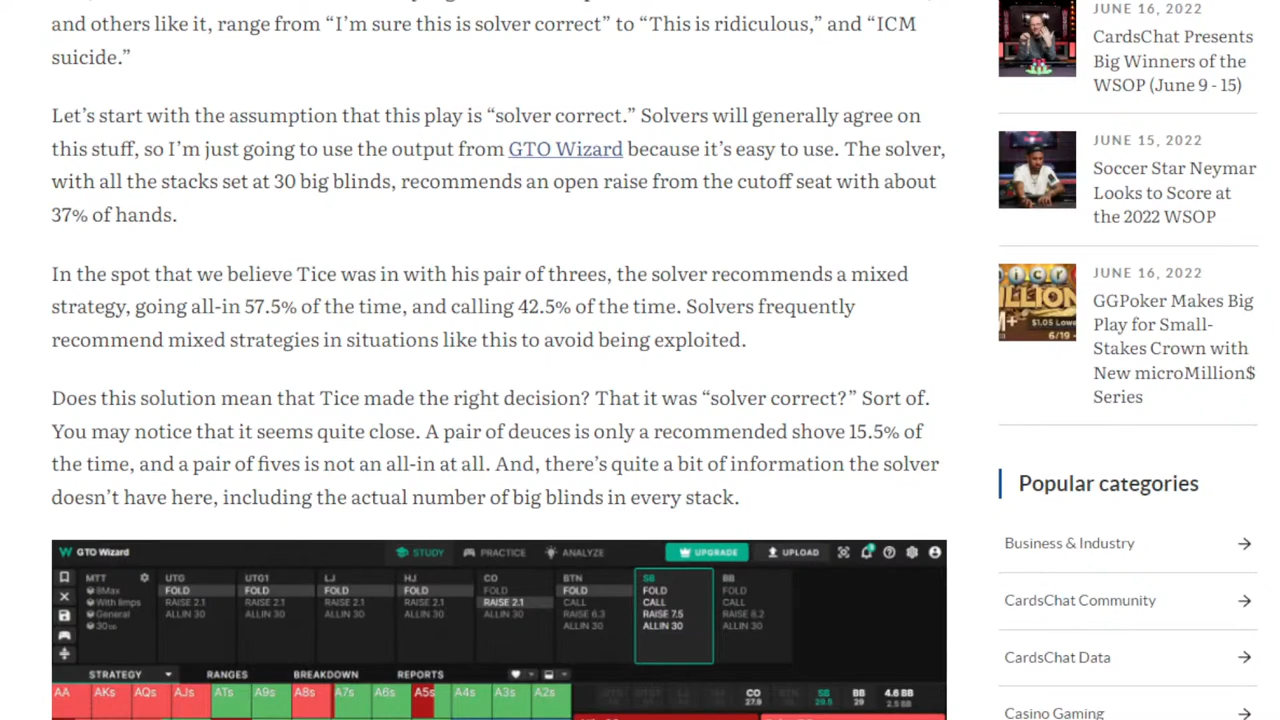 and others like it, range from “I’m sure this is solver correct” to “This is ridiculous,” and “ICM
suicide.”
Let’s start with the assumption that this play is “solver correct.” Solvers will generally agree on
this stuff, so I’m just going to use the output from GTO Wizard because it’s easy to use. The solver,
with all the stacks set at 30 big blinds, recommends an open raise from the cutoff seat with about
37% of hands.
In the spot that we believe Tice was in with his pair of threes, the solver recommends a mixed
strategy, going all-in 57.5% of the time, and calling 42.5% of the time. Solvers frequently
recommend mixed strategies in situations like this to avoid being exploited.
Does this solution mean that Tice made the right decision? That it was “solver correct?” Sort of.
You may notice that it seems quite close. A pair of deuces is only a recommended shove 15.5% of
the time, and a pair of fives is not an all-in at all. And, there’s quite a bit of information the solver
doesn’t have here, including the actual number of big blinds in every stack.
GTO Wizard STUDY PRACTICE ANALYZE UPGRADE UPLOAD
MTT UTG UTG1 LJ HJ CO BTN SB BB
8Max FOLD FOLD FOLD FOLD FOLD FOLD FOLD FOLD
With limps RAISE 2.1 RAISE 2.1 RAISE 2.1 RAISE 2.1 RAISE 2.1 CALL CALL CALL
General ALLIN 30 ALLIN 30 ALLIN 30 ALLIN 30 ALLIN 30 RAISE 6.3 RAISE 7.5 RAISE 8.2
30 ALLIN 30 ALLIN 30 ALLIN 30
STRATEGY RANGES BREAKDOWN REPORTS
AA AKs AQs AJs ATs A9s A8s A7s A6s A5s A4s A3s A2s
CO SB BB 4.6 BB
27.9 29.5 29 2.5 BB
JUNE 16, 2022
CardsChat Presents
Big Winners of the
WSOP (June 9 - 15)
JUNE 15, 2022
Soccer Star Neymar
Looks to Score at
the 2022 WSOP
JUNE 16, 2022
GGPoker Makes Big
Play for Small-
Stakes Crown with
New microMillion$
Series
$1.05
6/19
Popular categories
Business & Industry
CardsChat Community
CardsChat Data
Casino Gaming